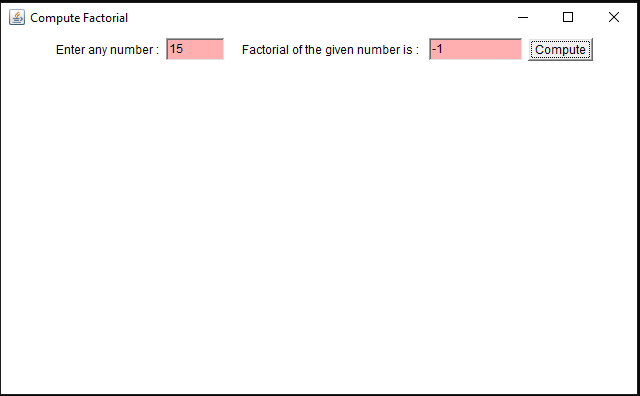 Compute Factorial
Enter any number : 15 Factorial of the given number is : -1 Compute